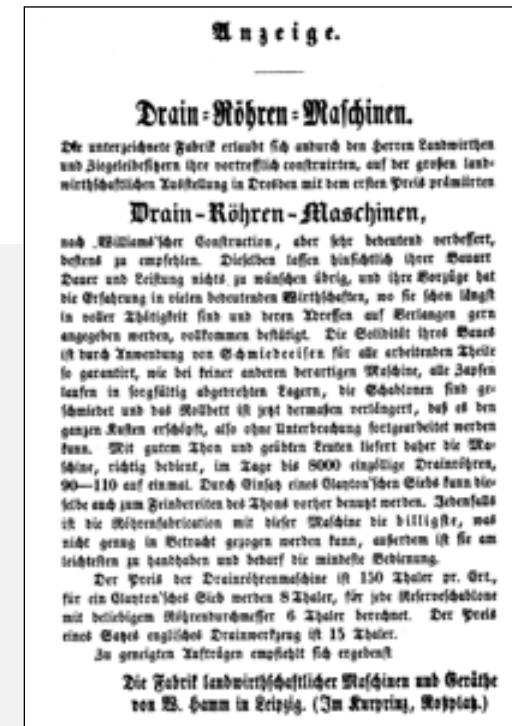 Anzeige.
Drain-Röhren-Maschinen.
Die unterzeichnete Fabrik erlaubt sich andurch den Herren Landwirthen
und Ziegeleibesitzern ihre vortrefflich construirten, auf der großen land-
wirthschaftlichen Ausstellung in Dresden mit dem ersten Preis prämiirten
Drain-Röhren-Maschinen,
nach Williams'scher Construction, aber sehr bedeutend verbessert,
bestens zu empfehlen. Dieselben lassen hinsichtlich ihrer Bauart
Dauer und Leistung nichts zu wünschen übrig, und ihre Vorzüge hat
die Erfahrung in vielen bedeutenden Wirthschaften, wo sie schon längst
in voller Thätigkeit sind und deren Adressen auf Verlangen gern
angegeben werden, vollkommen bestätigt. Die Solidität ihres Baues
ist durch Anwendung von Schmiedeeisen für alle arbeitenden Theile
so garantirt, wie bei keiner anderen derartigen Maschine, alle Zapfen
laufen in sorgfältig abgedrehten Lagern, die Schablonen sind ge-
schmiedet und das Rollbett ist jetzt dermaßen verlängert, daß es den
ganzen Kasten erschöpft, also ohne Unterbrechung fortgearbeitet werden
kann. Mit gutem Thon und geübten Leuten liefert daher die Ma-
schine, richtig bedient, im Tage bis 8000 einzöllige Drainröhren,
90—110 auf einmal. Durch Einsatz eines Clayton'schen Siebs kann die-
selbe auch zum Feinbereiten des Thons vorher benutzt werden. Jedenfalls
ist die Röhrenfabrication mit dieser Maschine die billigste, was
nicht genug in Betracht gezogen werden kann, außerdem ist sie am
leichtesten zu handhaben und bedarf die mindeste Bedienung.
Der Preis der Drainröhrenmaschine ist 150 Thaler pr. Crt.,
für ein Clayton'sches Sieb werden 8 Thaler, für jede Reserveschablone
mit beliebigem Röhrendurchmesser 6 Thaler berechnet. Der Preis
eines Satzes englisches Drainwerkzeug ist 15 Thaler.
Zu geneigten Aufträgen empfiehlt sich ergebenst
Die Fabrik landwirthschaftlicher Maschinen und Geräthe
von W. Hamm in Leipzig. (Im Kurprinz, Roßplatz.)